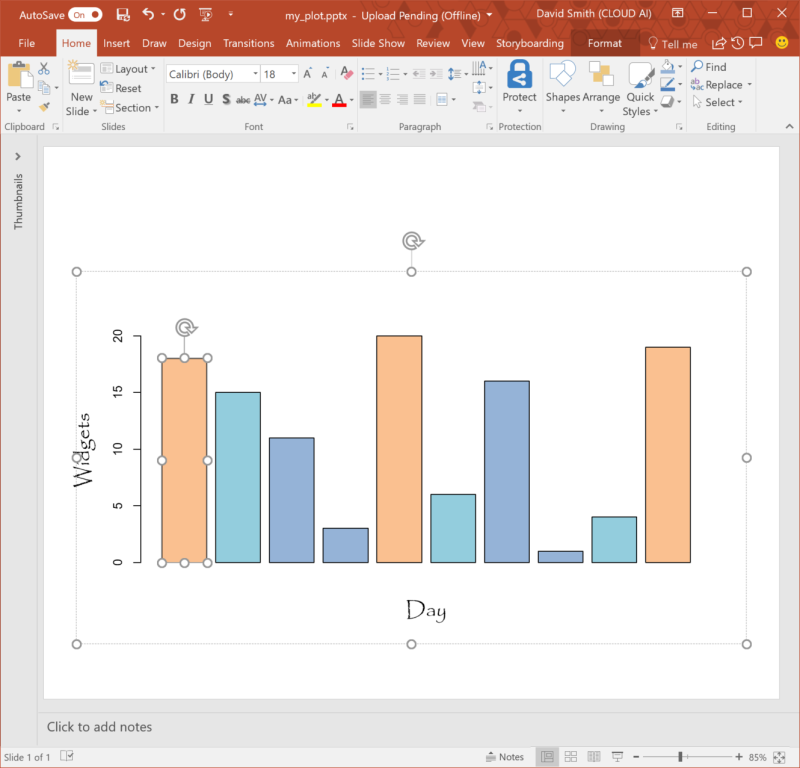 AutoSave On my_plot.pptx - Upload Pending (Offline) David Smith (CLOUD AI)
File Home Insert Draw Design Transitions Animations Slide Show Review View Storyboarding Format Tell me
Paste
New Slide
Layout
Reset
Section
Calibri (Body) 18
A A A
B I U S abc AV Aa A
Protect
Shapes Arrange Quick Styles
Find
Replace
Select
Clipboard Slides Font Paragraph Protection Drawing Editing
Thumbnails
Widgets
20
15
10
5
0
Day
Click to add notes
Slide 1 of 1 Notes 85%